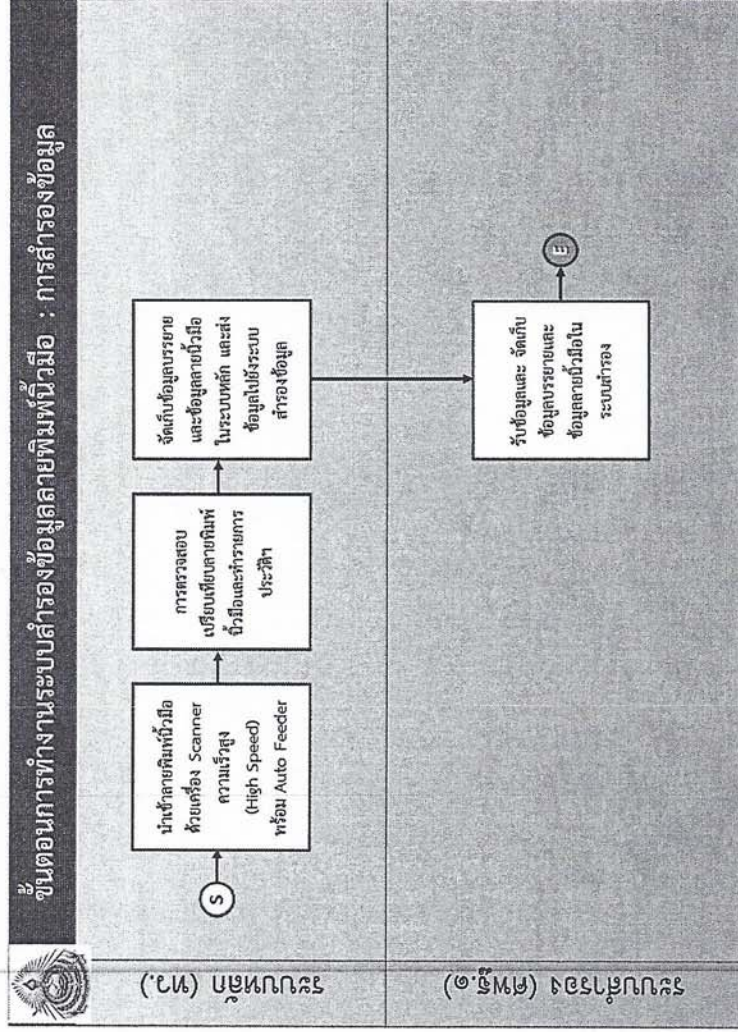 ขั้นตอนการทำงานระบบสำรองข้อมูลลายพิมพ์นิ้วมือ : การสำรองข้อมูล
ระบบหลัก (ทว.)
S
นำเข้าลายพิมพ์นิ้วมือ
ด้วยเครื่อง Scanner
ความเร็วสูง
(High Speed)
พร้อม Auto Feeder
การตรวจสอบ
เปรียบเทียบลายพิมพ์
นิ้วมือและทำรายการ
ประวัติฯ
จัดเก็บข้อมูลบรรยาย
และข้อมูลลายนิ้วมือ
ในระบบหลัก และส่ง
ข้อมูลไปยังระบบ
สำรองข้อมูล
ระบบสำรอง (ศพฐ.๑)
รับข้อมูลและ จัดเก็บ
ข้อมูลบรรยายและ
ข้อมูลลายนิ้วมือใน
ระบบสำรอง
E